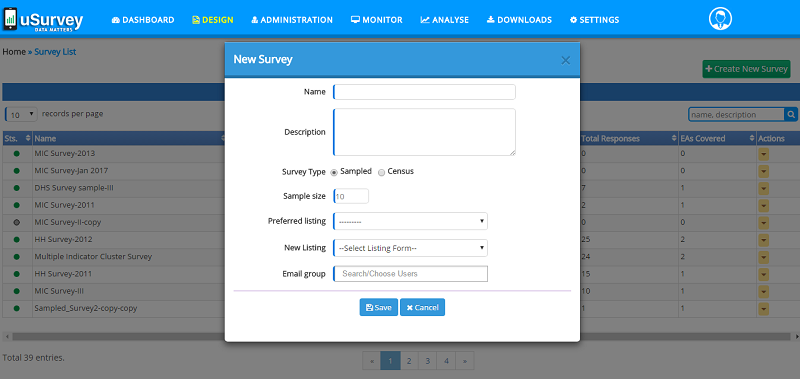 uSurvey
DATA MATTERS
DASHBOARD DESIGN ADMINISTRATION MONITOR ANALYSE DOWNLOADS SETTINGS
Home » Survey List
+ Create New Survey
New Survey ×
Name
Description
Survey Type Sampled Census
Sample size 10
Preferred listing ---------
New Listing --Select Listing Form--
Email group Search/Choose Users
Save Cancel
10 records per page
name, description
Sts. Name Total Responses EAs Covered Actions
MIC Survey-2013 0 0
MIC Survey-Jan 2017 0 0
DHS Survey sample-III 7 1
MIC Survey-2011 2 1
MIC Survey-II-copy 0 0
HH Survey-2012 25 2
Multiple Indicator Cluster Survey 24 2
HH Survey-2011 15 1
MIC Survey-III 10 1
Sampled_Survey2-copy-copy 1 1
Total 39 entries.
« 1 2 3 4 »